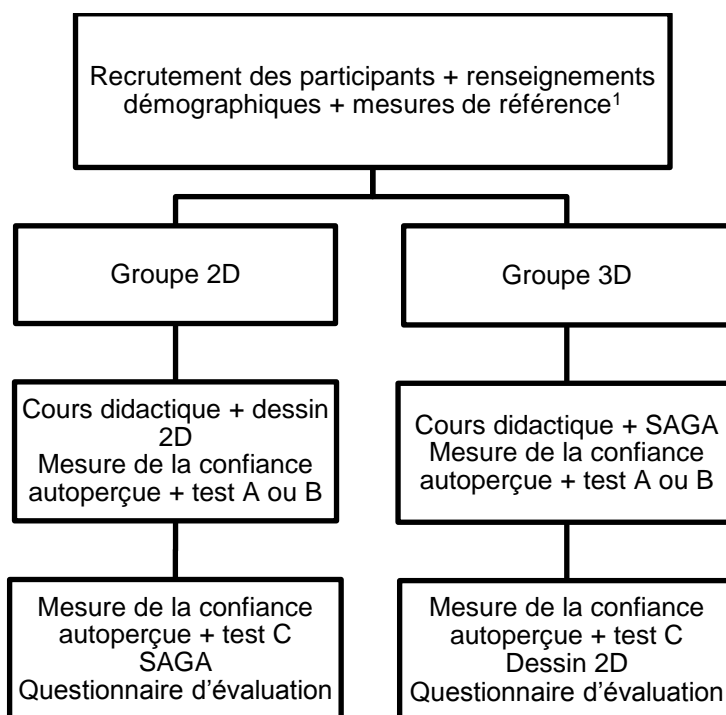 Recrutement des participants + renseignements
démographiques + mesures de référence¹
Groupe 2D
Groupe 3D
Cours didactique + dessin
2D
Mesure de la confiance
autoperçue + test A ou B
Cours didactique + SAGA
Mesure de la confiance
autoperçue + test A ou B
Mesure de la confiance
autoperçue + test C
SAGA
Questionnaire d’évaluation
Mesure de la confiance
autoperçue + test C
Dessin 2D
Questionnaire d’évaluation